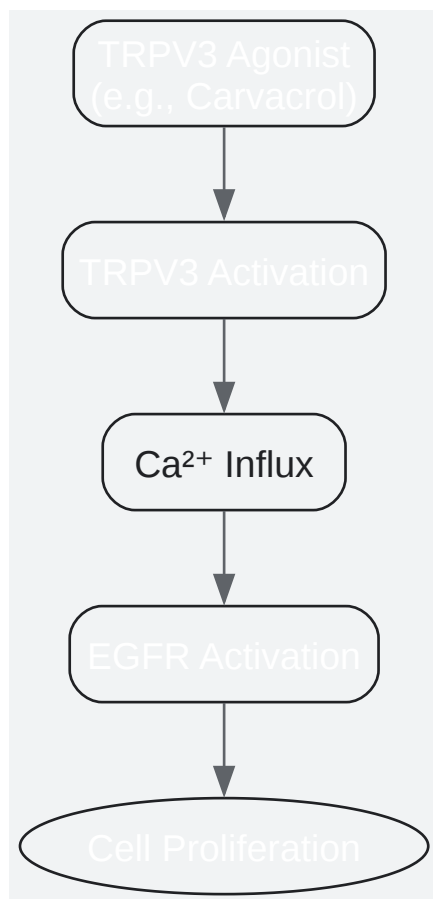 TRPV3 Agonist
(e.g., Carvacrol)
TRPV3 Activation
Ca²⁺ Influx
EGFR Activation
Cell Proliferation